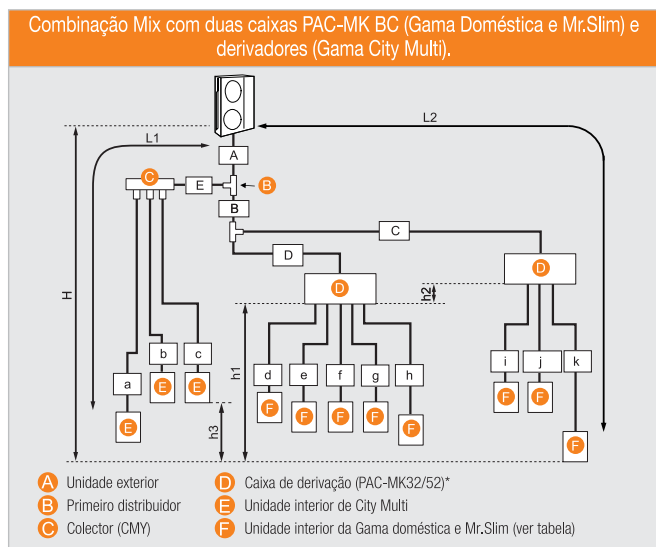 Combinação Mix com duas caixas PAC-MK BC (Gama Doméstica e Mr.Slim) e
derivadores (Gama City Multi).
L1
L2
A
C
E
B
B
C
D
D
D
H
h2
h1
h3
a
b
c
d
e
f
g
h
i
j
k
E
E
E
F
F
F
F
F
F
F
F
A Unidade exterior
B Primeiro distribuidor
C Colector (CMY)
D Caixa de derivação (PAC-MK32/52)*
E Unidade interior de City Multi
F Unidade interior da Gama doméstica e Mr.Slim (ver tabela)